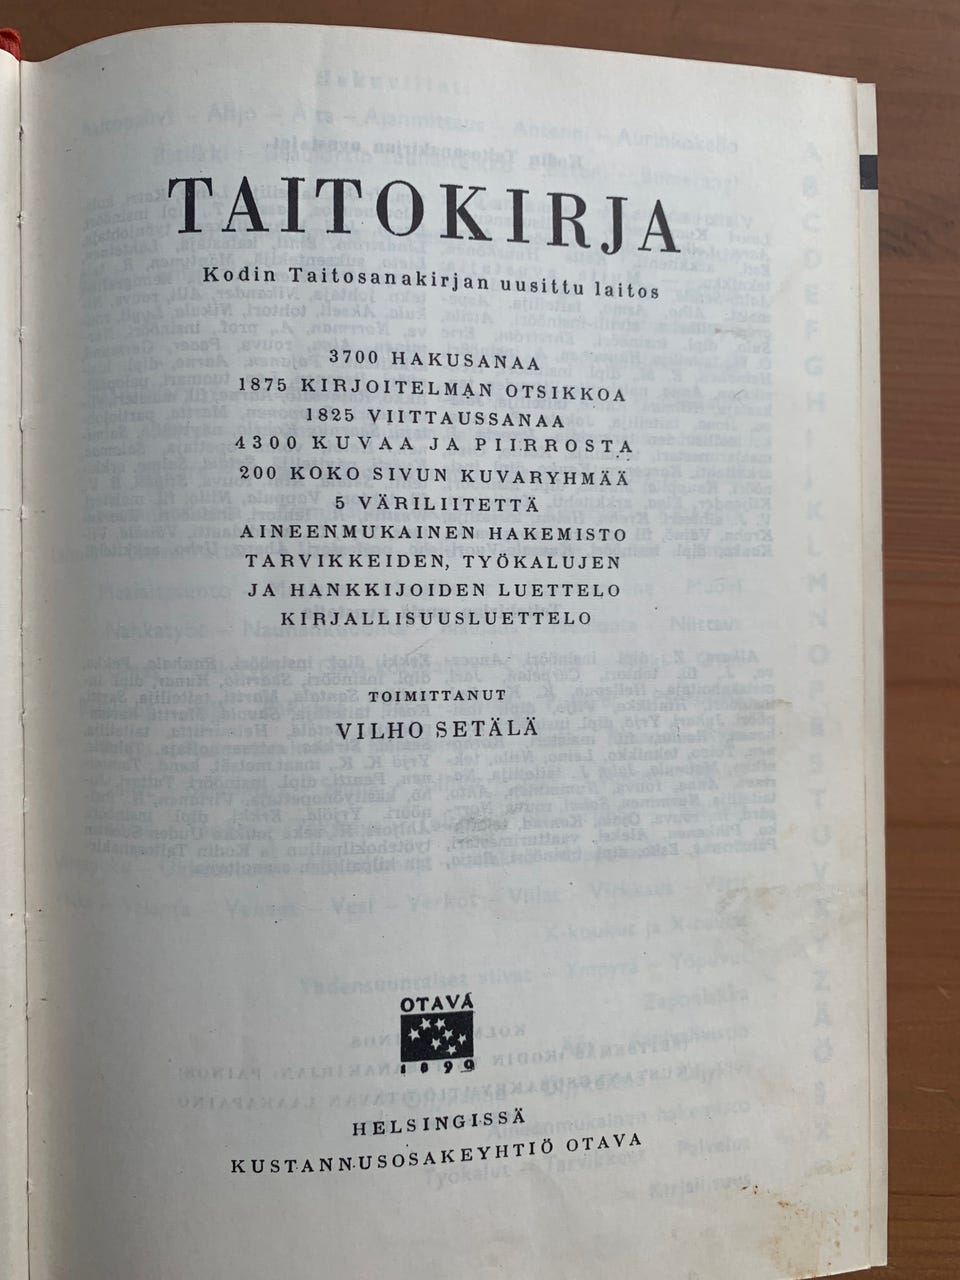 TAITOKIRJA
Kodin Taitosanakirjan uusittu laitos
3700 HAKUSANAA
1875 KIRJOITELMAN OTSIKKOA
1825 VIITTAUSSANAA
4300 KUVAA JA PIIRROSTA
200 KOKO SIVUN KUVARYHMÄÄ
5 VÄRILIITETTÄ
AINEENMUKAINEN HAKEMISTO
TARVIKKEIDEN, TYÖKALUJEN
JA HANKKIJOIDEN LUETTELO
KIRJALLISUUSLUETTELO
TOIMITTANUT
VILHO SETÄLÄ
OTAVA
1890
HELSINGISSÄ
KUSTANNUSOSAKEYHTIÖ OTAVA